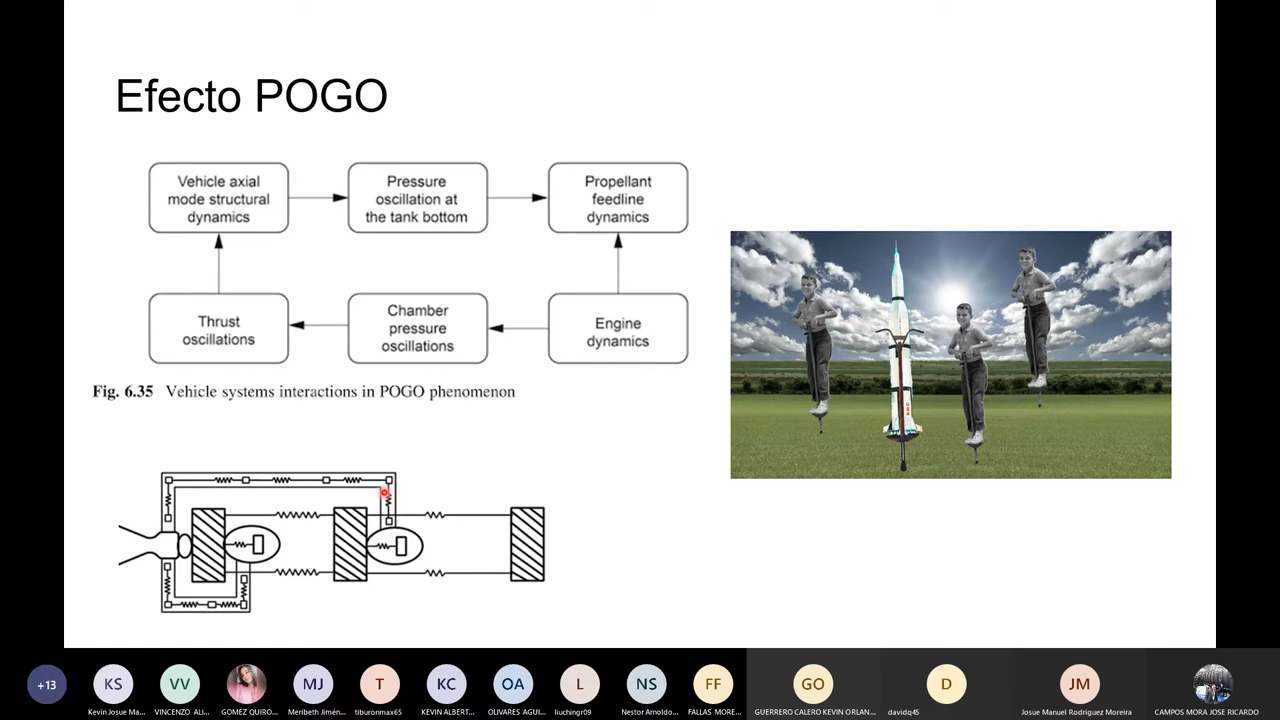 Efecto POGO
Vehicle axial
mode structural
dynamics
Pressure
oscillation at
the tank bottom
Propellant
feedline
dynamics
Thrust
oscillations
Chamber
pressure
oscillations
Engine
dynamics
Fig. 6.35 Vehicle systems interactions in POGO phenomenon
USA
+13
KS
VV
MJ
T
KC
OA
L
NS
FF
GO
D
JM
Kevin Josue Ma...
VINCENZO ALI...
GOMEZ QUIRO...
Meribeth Jimén...
tiburonmax65
KEVIN ALBERT...
OLIVARES AGUI...
liuchingr09
Nestor Arnoldo...
FALLAS MORE...
GUERRERO CALERO KEVIN ORLAN...
davidq45
Josue Manuel Rodriguez Moreira
CAMPOS MORA JOSE RICARDO